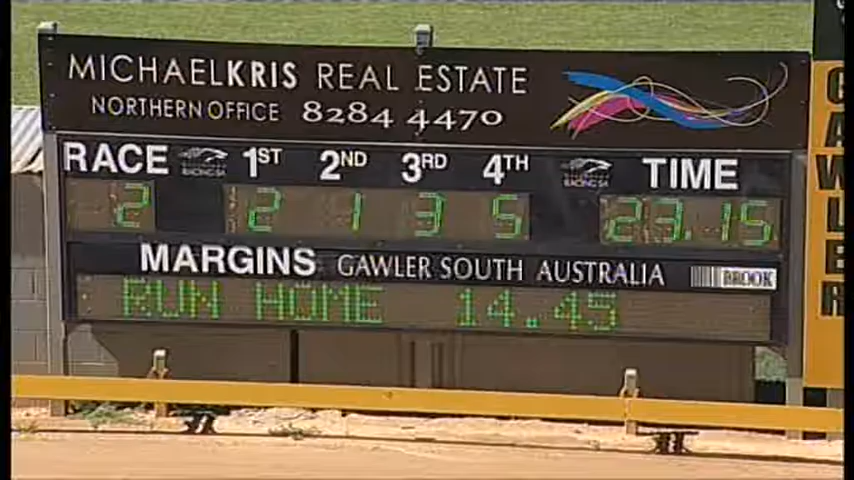 MICHAELKRIS REAL ESTATE
NORTHERN OFFICE 8284 4470
RACE 1ST 2ND 3RD 4TH TIME
2 2 1 3 5 23.15
MARGINS GAWLER SOUTH AUSTRALIA BROOK
RUN HOME 14.45
GAWLER